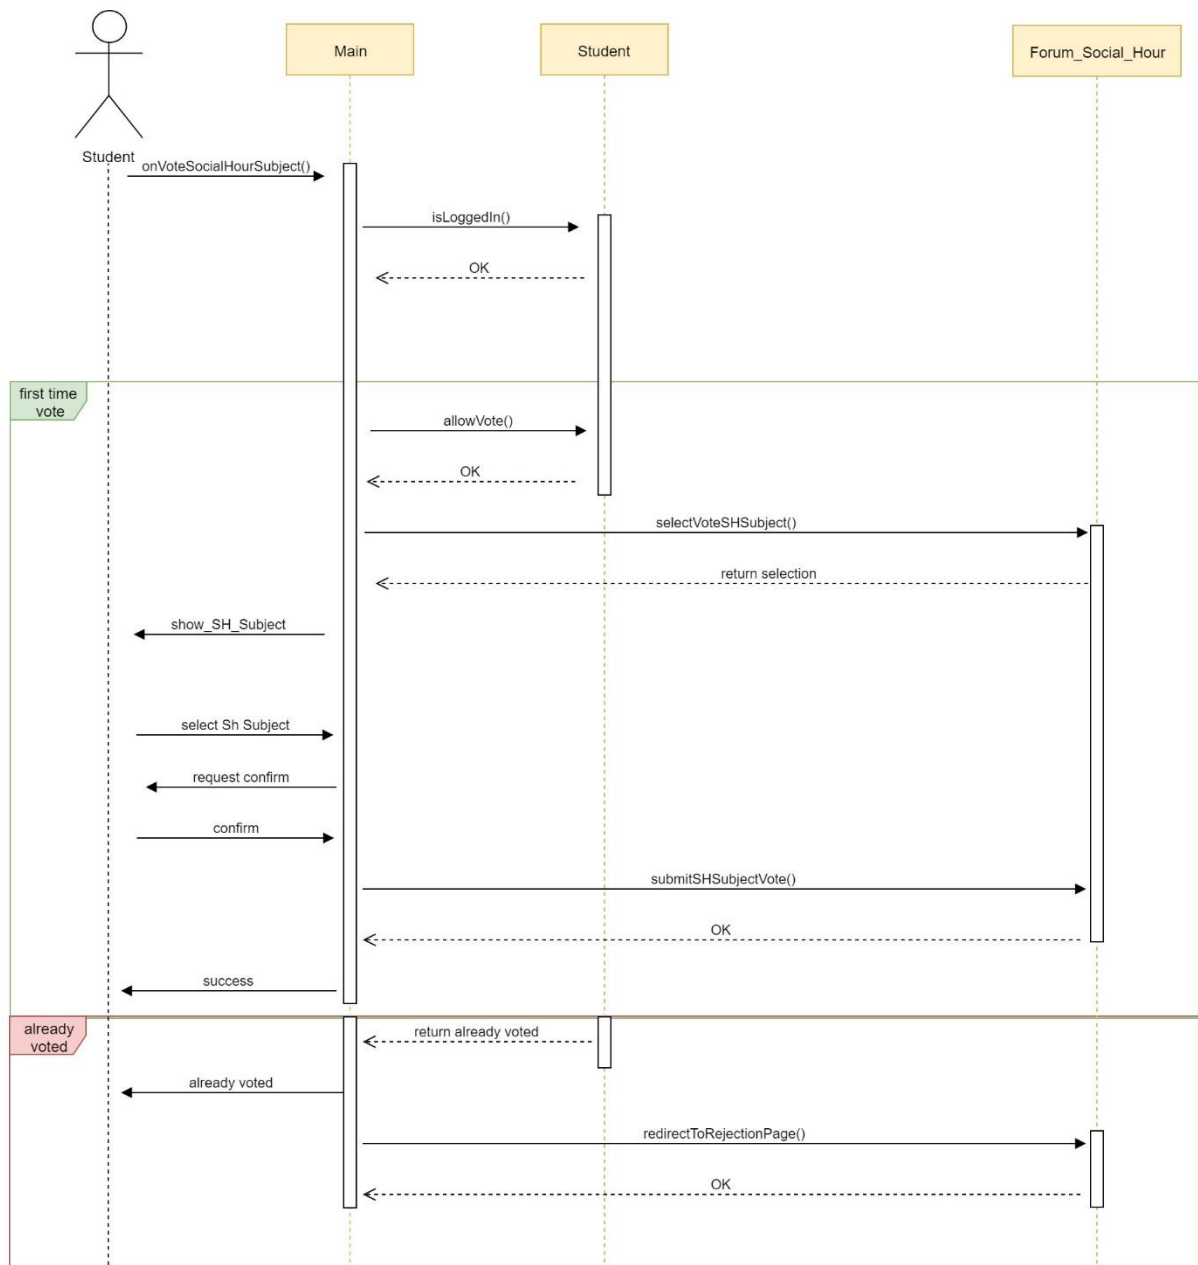 Main
Student
Forum_Social_Hour
Student
onVoteSocialHourSubject()
isLoggedIn()
OK
first time
vote
allowVote()
OK
selectVoteSHSubject()
return selection
show_SH_Subject
select Sh Subject
request confirm
confirm
submitSHSubjectVote()
OK
success
already
voted
return already voted
already voted
redirectToRejectionPage()
OK